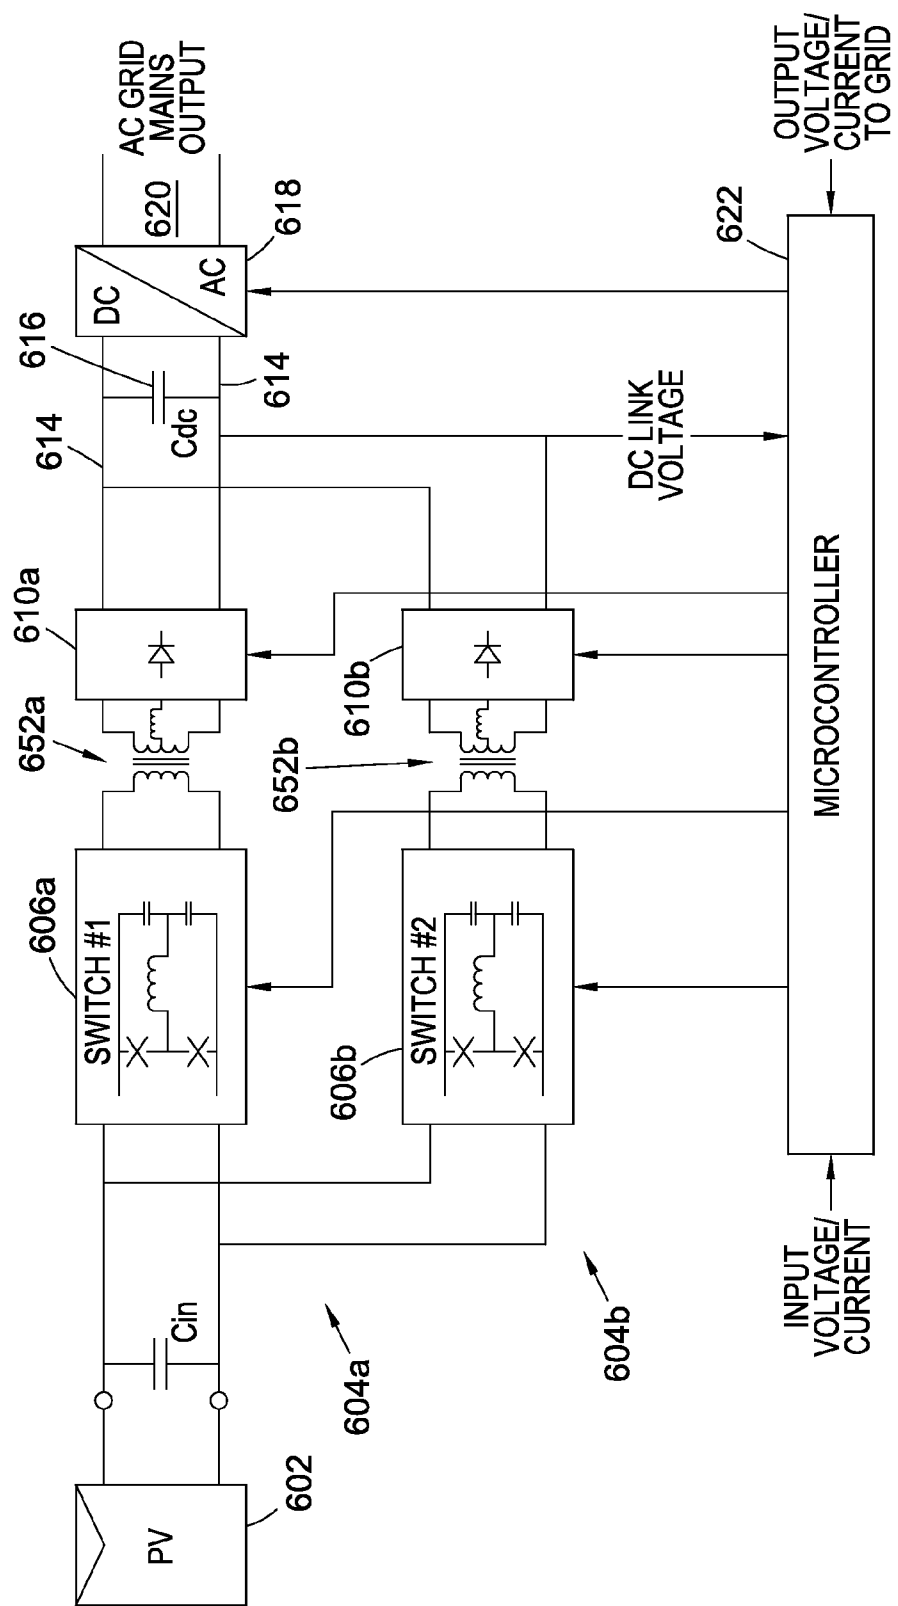 AC GRID
MAINS
OUTPUT
620
618
DC
AC
616
614
614
Cdc
610a
610b
652a
652b
606a
SWITCH #1
606b
SWITCH #2
Cin
604a
604b
602
PV
DC LINK
VOLTAGE
622
MICROCONTROLLER
OUTPUT
VOLTAGE/
CURRENT
TO GRID
INPUT
VOLTAGE/
CURRENT